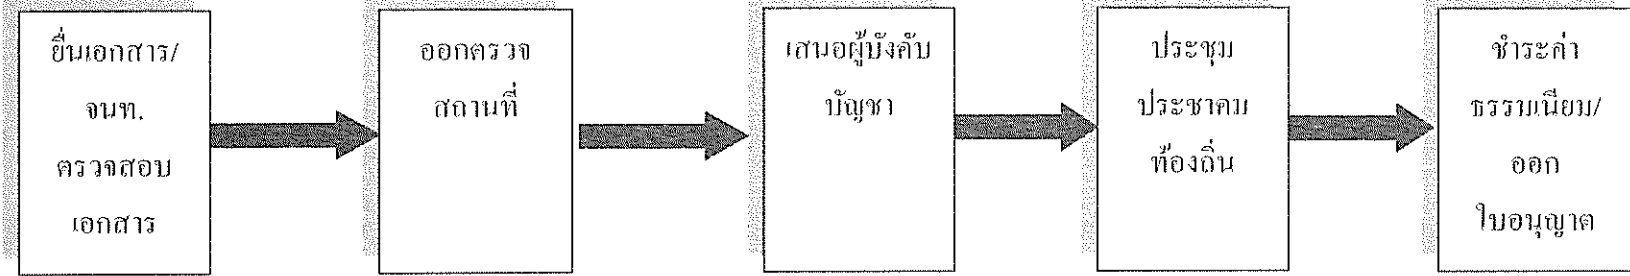 ยื่นเอกสาร/
จนท.
ตรวจสอบ
เอกสาร
ออกตรวจ
สถานที่
เสนอผู้บังคับ
บัญชา
ประชุม
ประชาคม
ท้องถิ่น
ชำระค่า
ธรรมเนียม/
ออก
ใบอนุญาต